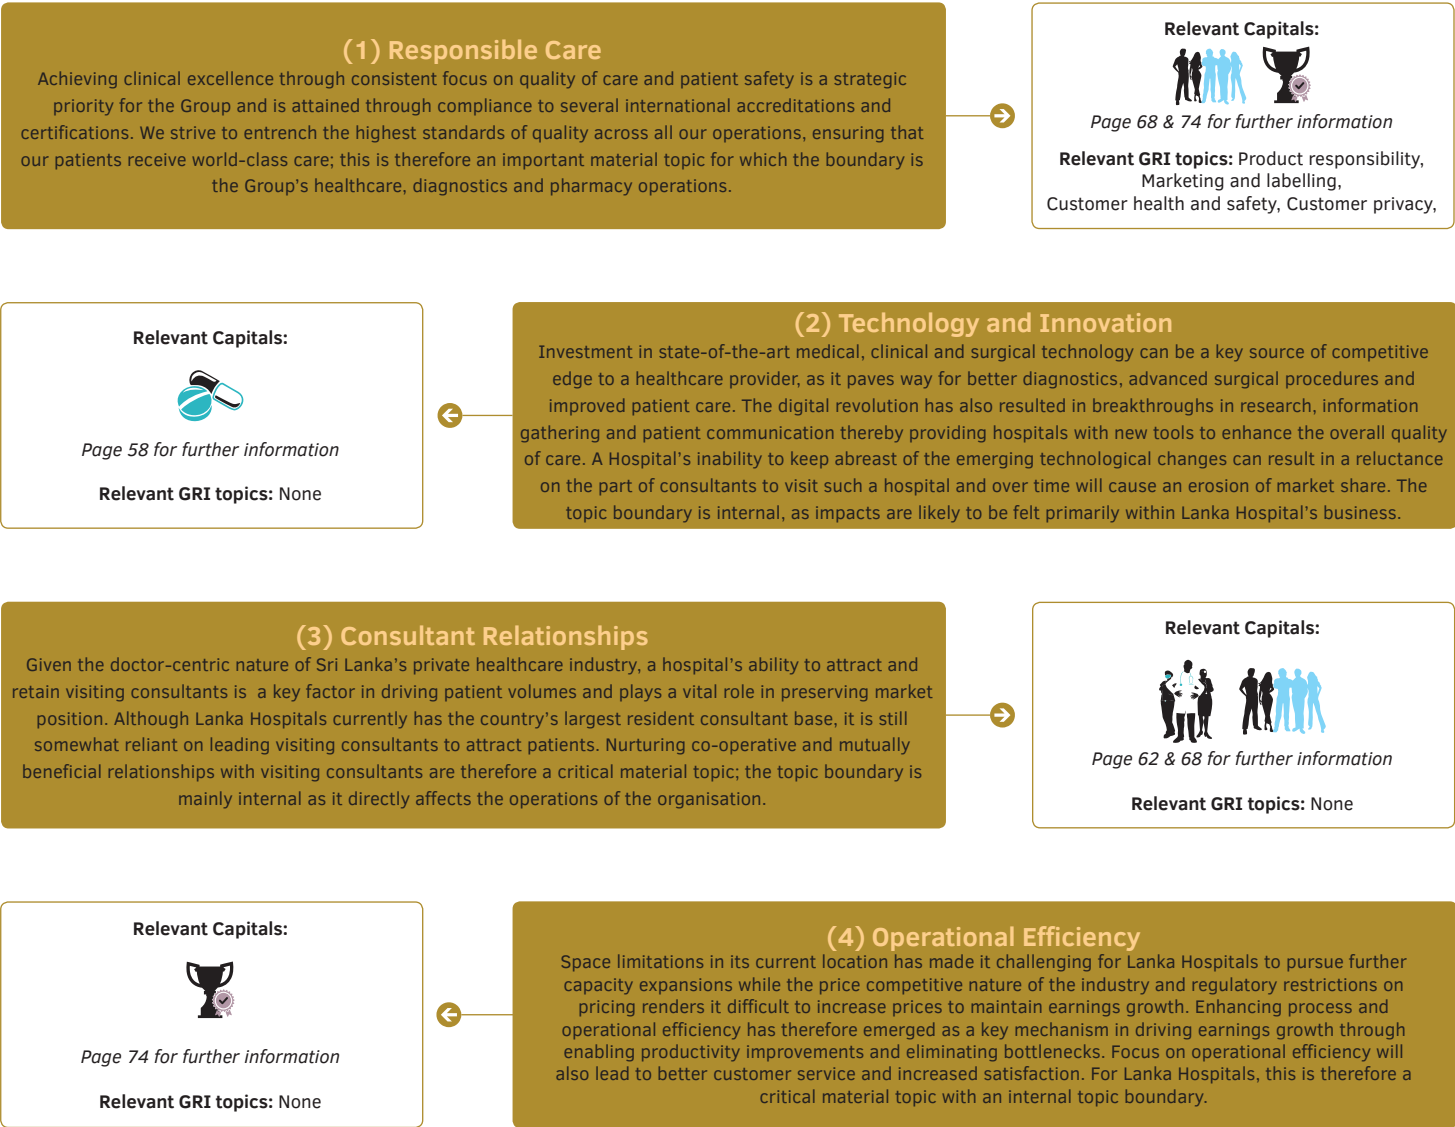 (1) Responsible Care
Achieving clinical excellence through consistent focus on quality of care and patient safety is a strategic
priority for the Group and is attained through compliance to several international accreditations and
certifications. We strive to entrench the highest standards of quality across all our operations, ensuring that
our patients receive world-class care; this is therefore an important material topic for which the boundary is
the Group's healthcare, diagnostics and pharmacy operations.
Relevant Capitals:
Page 68 & 74 for further information
Relevant GRI topics: Product responsibility,
Marketing and labelling,
Customer health and safety, Customer privacy,
Relevant Capitals:
Page 58 for further information
Relevant GRI topics: None
(2) Technology and Innovation
Investment in state-of-the-art medical, clinical and surgical technology can be a key source of competitive
edge to a healthcare provider, as it paves way for better diagnostics, advanced surgical procedures and
improved patient care. The digital revolution has also resulted in breakthroughs in research, information
gathering and patient communication thereby providing hospitals with new tools to enhance the overall quality
of care. A Hospital's inability to keep abreast of the emerging technological changes can result in a reluctance
on the part of consultants to visit such a hospital and over time will cause an erosion of market share. The
topic boundary is internal, as impacts are likely to be felt primarily within Lanka Hospital's business.
(3) Consultant Relationships
Given the doctor-centric nature of Sri Lanka's private healthcare industry, a hospital's ability to attract and
retain visiting consultants is a key factor in driving patient volumes and plays a vital role in preserving market
position. Although Lanka Hospitals currently has the country's largest resident consultant base, it is still
somewhat reliant on leading visiting consultants to attract patients. Nurturing co-operative and mutually
beneficial relationships with visiting consultants are therefore a critical material topic; the topic boundary is
mainly internal as it directly affects the operations of the organisation.
Relevant Capitals:
Page 62 & 68 for further information
Relevant GRI topics: None
Relevant Capitals:
Page 74 for further information
Relevant GRI topics: None
(4) Operational Efficiency
Space limitations in its current location has made it challenging for Lanka Hospitals to pursue further
capacity expansions while the price competitive nature of the industry and regulatory restrictions on
pricing renders it difficult to increase prices to maintain earnings growth. Enhancing process and
operational efficiency has therefore emerged as a key mechanism in driving earnings growth through
enabling productivity improvements and eliminating bottlenecks. Focus on operational efficiency will
also lead to better customer service and increased satisfaction. For Lanka Hospitals, this is therefore a
critical material topic with an internal topic boundary.